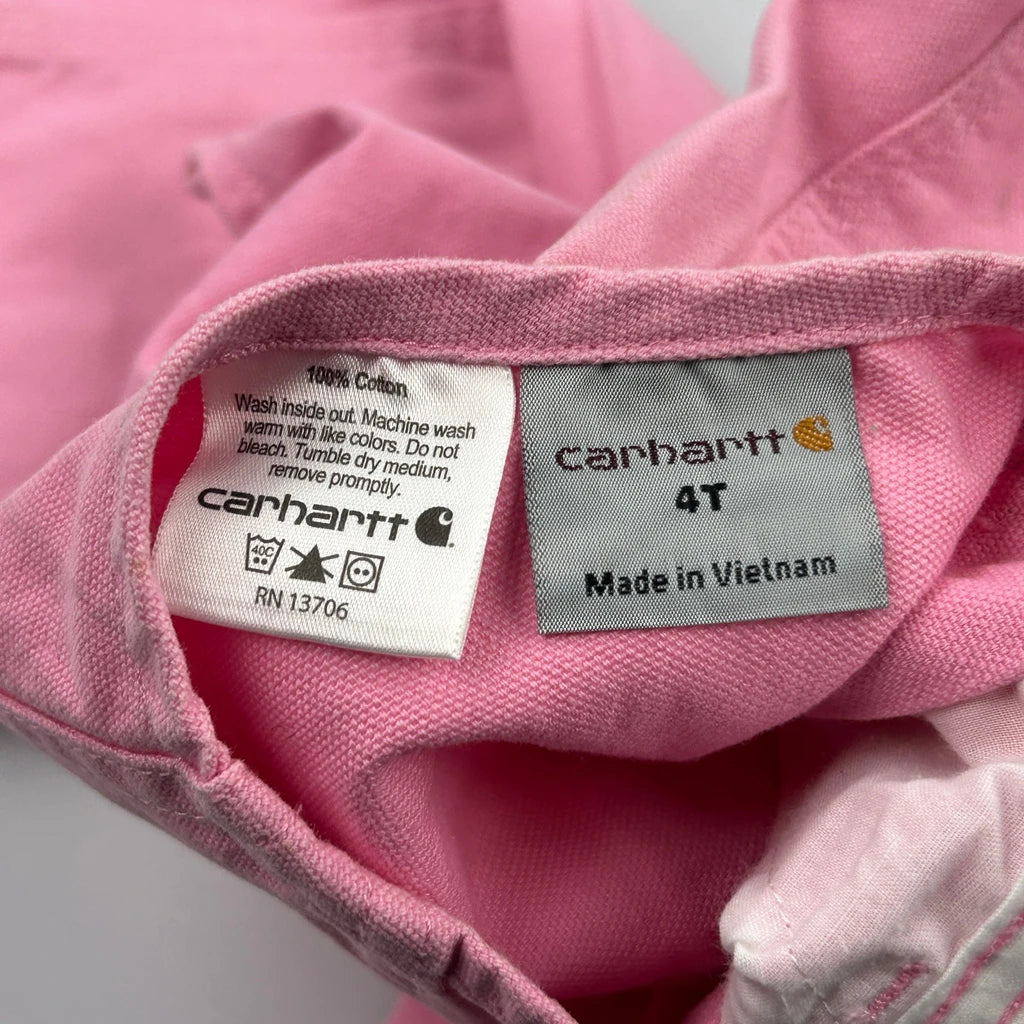 100% Cotton
Wash inside out. Machine wash
warm with like colors. Do not
bleach. Tumble dry medium,
remove promptly.
carhartt
40C
RN 13706
carhartt
4T
Made in Vietnam